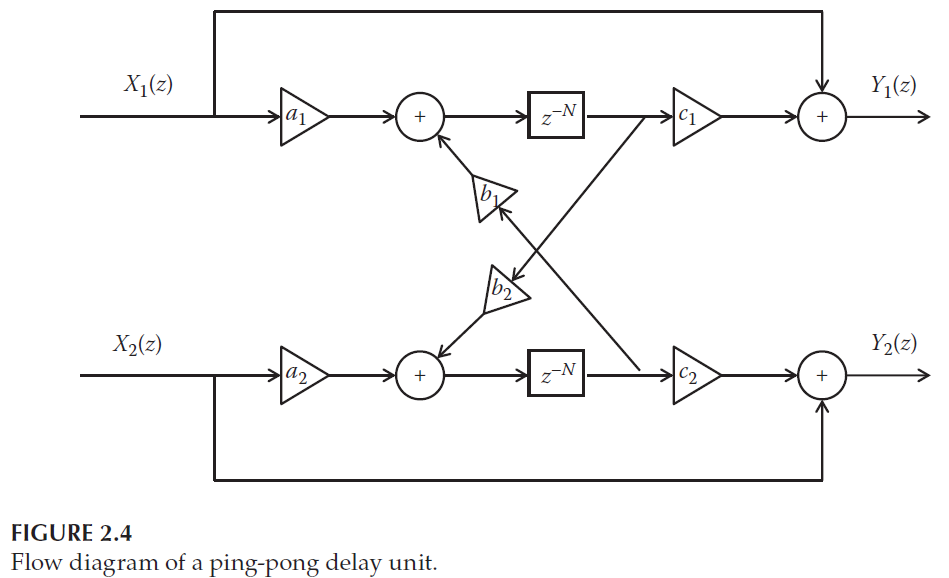 X₁(z)
a₁
+
z⁻ᴺ
c₁
+
Y₁(z)
b₁
b₂
X₂(z)
a₂
+
z⁻ᴺ
c₂
+
Y₂(z)
FIGURE 2.4
Flow diagram of a ping-pong delay unit.